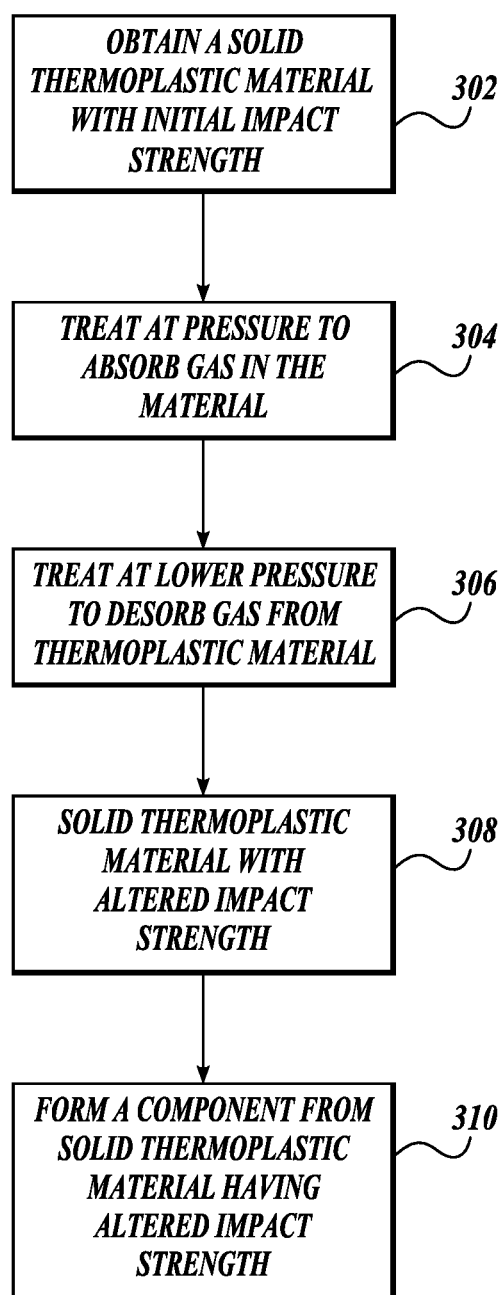 OBTAIN A SOLID
THERMOPLASTIC MATERIAL
WITH INITIAL IMPACT
STRENGTH
302
TREAT AT PRESSURE TO
ABSORB GAS IN THE
MATERIAL
304
TREAT AT LOWER PRESSURE
TO DESORB GAS FROM
THERMOPLASTIC MATERIAL
306
SOLID THERMOPLASTIC
MATERIAL WITH
ALTERED IMPACT
STRENGTH
308
FORM A COMPONENT FROM
SOLID THERMOPLASTIC
MATERIAL HAVING
ALTERED IMPACT
STRENGTH
310